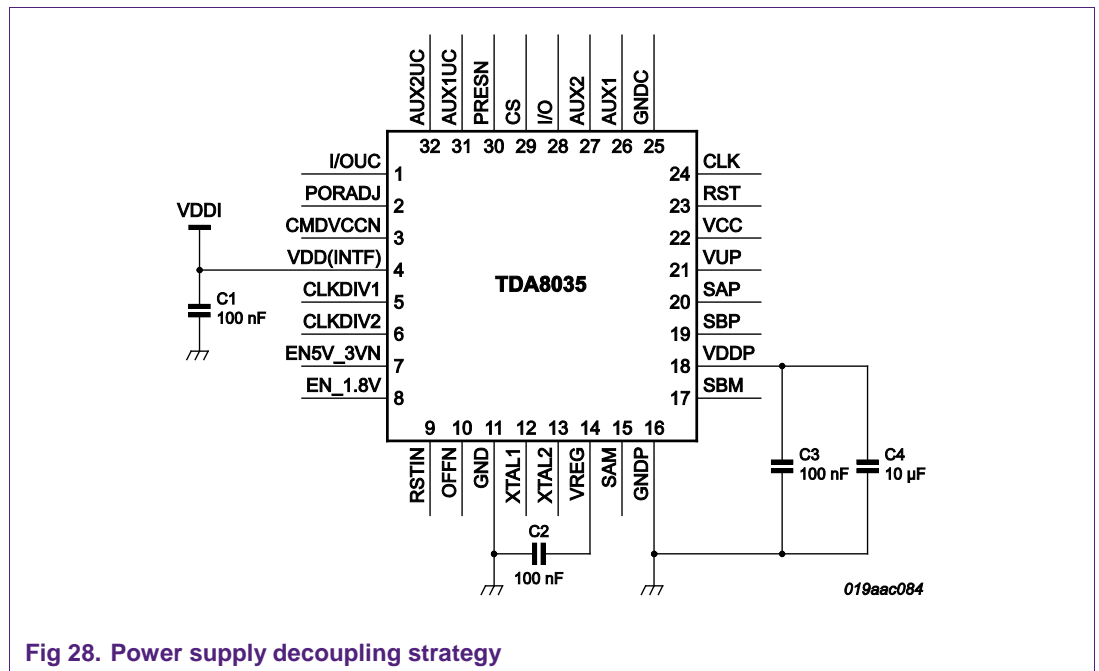 AUX2UC
AUX1UC
PRESN
CS
I/O
AUX2
AUX1
GNDC
32 31 30 29 28 27 26 25
I/OUC 1
PORADJ 2
CMDVCCN 3
VDD(INTF) 4
CLKDIV1 5
CLKDIV2 6
EN5V_3VN 7
EN_1.8V 8
VDDI
C1
100 nF
TDA8035
24 CLK
23 RST
22 VCC
21 VUP
20 SAP
19 SBP
18 VDDP
17 SBM
9 10 11 12 13 14 15 16
RSTIN
OFFN
GND
XTAL1
XTAL2
VREG
SAM
GNDP
C2
100 nF
C3
100 nF
C4
10 µF
019aac084
Fig 28. Power supply decoupling strategy